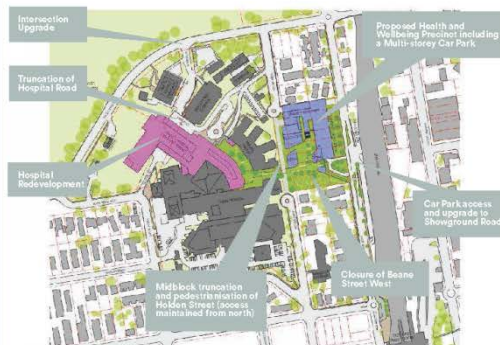 Intersection
Upgrade
Proposed Health and
Wellbeing Precinct including
a Multi-storey Car Park
Truncation of
Hospital Road
Hospital
Redevelopment
Car Park access
and upgrade to
Showground Road
Midblock truncation
and pedestrianisation of
Holden Street (access
maintained from north)
Closure of Beane
Street West